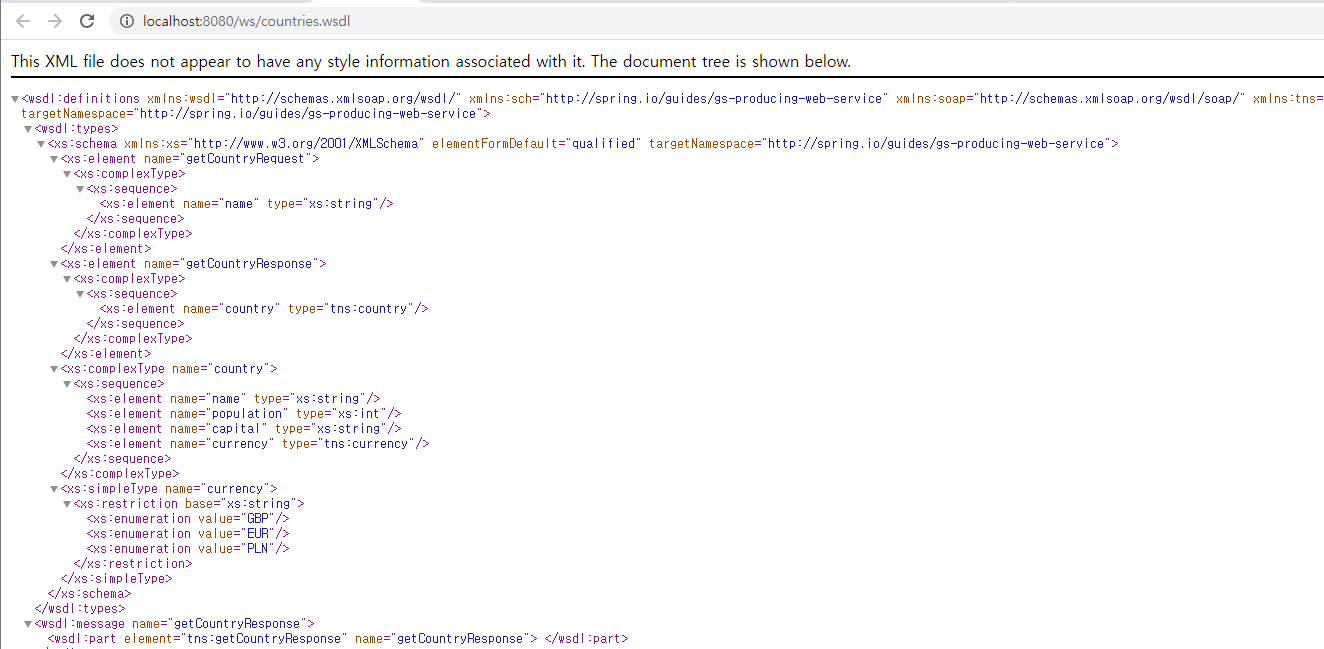 localhost:8080/ws/countries.wsdl
This XML file does not appear to have any style information associated with it. The document tree is shown below.
▼<wsdl:definitions xmlns:wsdl="http://schemas.xmlsoap.org/wsdl/" xmlns:sch="http://spring.io/guides/gs-producing-web-service" xmlns:soap="http://schemas.xmlsoap.org/wsdl/soap/" xmlns:tns=
targetNamespace="http://spring.io/guides/gs-producing-web-service">
▼<wsdl:types>
▼<xs:schema xmlns:xs="http://www.w3.org/2001/XMLSchema" elementFormDefault="qualified" targetNamespace="http://spring.io/guides/gs-producing-web-service">
▼<xs:element name="getCountryRequest">
▼<xs:complexType>
▼<xs:sequence>
<xs:element name="name" type="xs:string"/>
</xs:sequence>
</xs:complexType>
</xs:element>
▼<xs:element name="getCountryResponse">
▼<xs:complexType>
▼<xs:sequence>
<xs:element name="country" type="tns:country"/>
</xs:sequence>
</xs:complexType>
</xs:element>
▼<xs:complexType name="country">
▼<xs:sequence>
<xs:element name="name" type="xs:string"/>
<xs:element name="population" type="xs:int"/>
<xs:element name="capital" type="xs:string"/>
<xs:element name="currency" type="tns:currency"/>
</xs:sequence>
</xs:complexType>
▼<xs:simpleType name="currency">
▼<xs:restriction base="xs:string">
<xs:enumeration value="GBP"/>
<xs:enumeration value="EUR"/>
<xs:enumeration value="PLN"/>
</xs:restriction>
</xs:simpleType>
</xs:schema>
</wsdl:types>
▼<wsdl:message name="getCountryResponse">
<wsdl:part element="tns:getCountryResponse" name="getCountryResponse"> </wsdl:part>